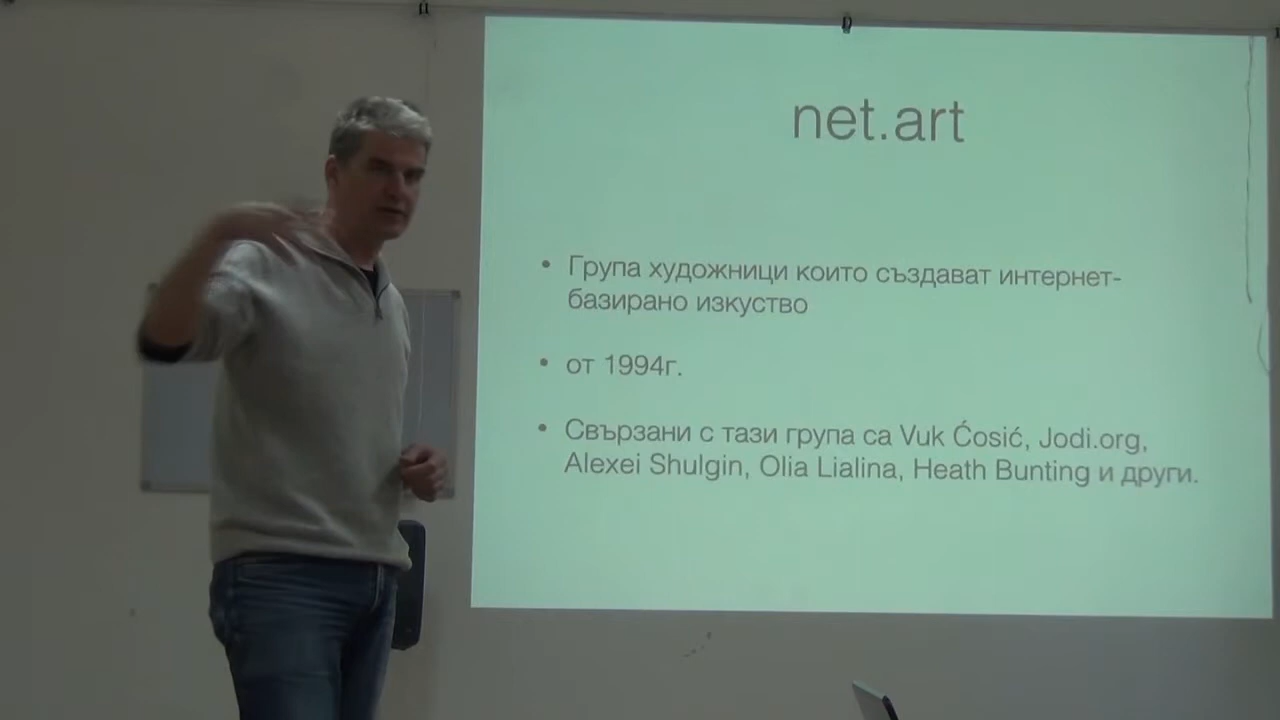 net.art
• Група художници които създават интернет-
базирано изкуство
• от 1994г.
• Свързани с тази група са Vuk Ćosić, Jodi.org,
Alexei Shulgin, Olia Lialina, Heath Bunting и други.